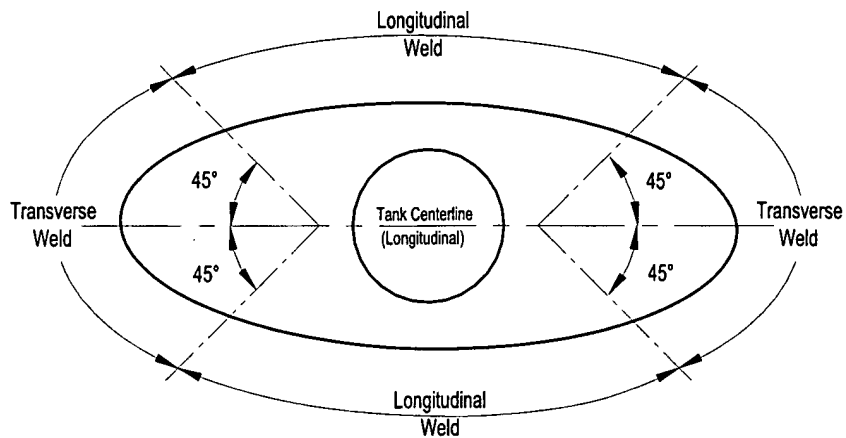 Longitudinal
Weld
45°
45°
Transverse
Weld
Tank Centerline
(Longitudinal)
Transverse
Weld
45°
45°
Longitudinal
Weld